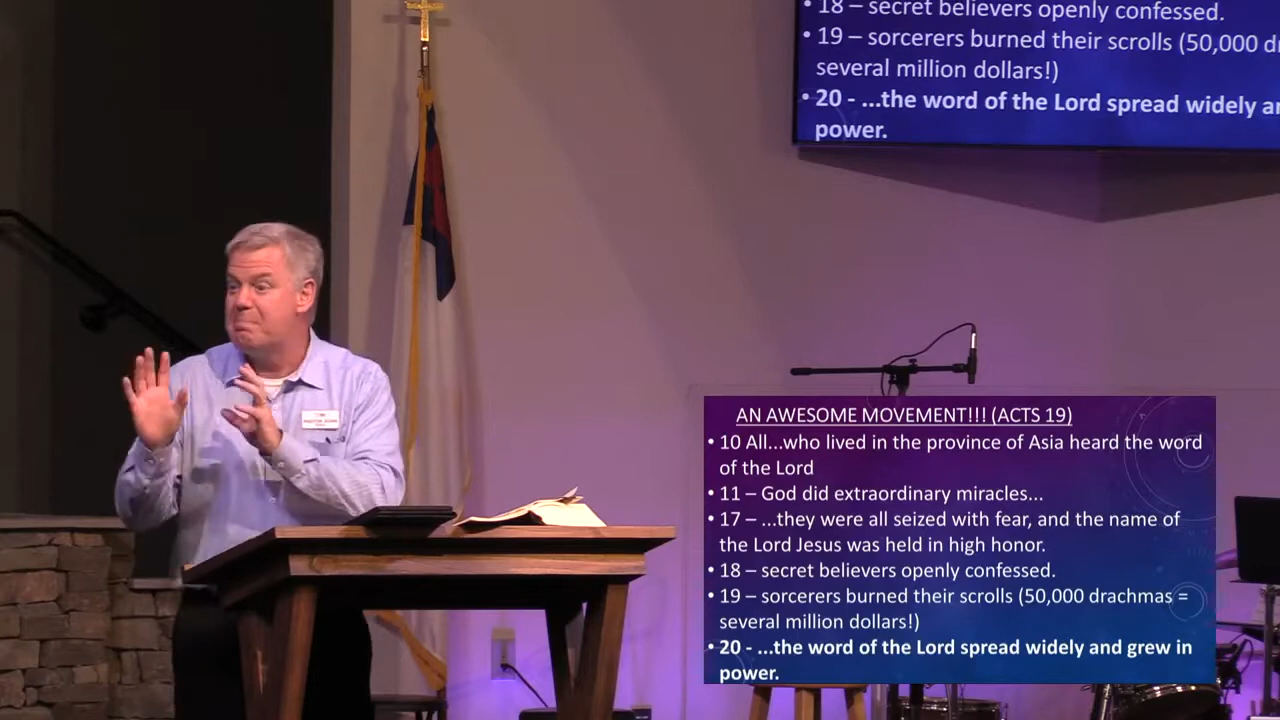 18 – secret believers openly confessed.
19 – sorcerers burned their scrolls (50,000
several million dollars!)
20 - ...the word of the Lord spread widely
power.
AN AWESOME MOVEMENT!!! (ACTS 19)
• 10 All...who lived in the province of Asia heard the word
of the Lord
• 11 – God did extraordinary miracles...
• 17 – ...they were all seized with fear, and the name of
the Lord Jesus was held in high honor.
• 18 – secret believers openly confessed.
• 19 – sorcerers burned their scrolls (50,000 drachmas =
several million dollars!)
• 20 - ...the word of the Lord spread widely and grew in
power.